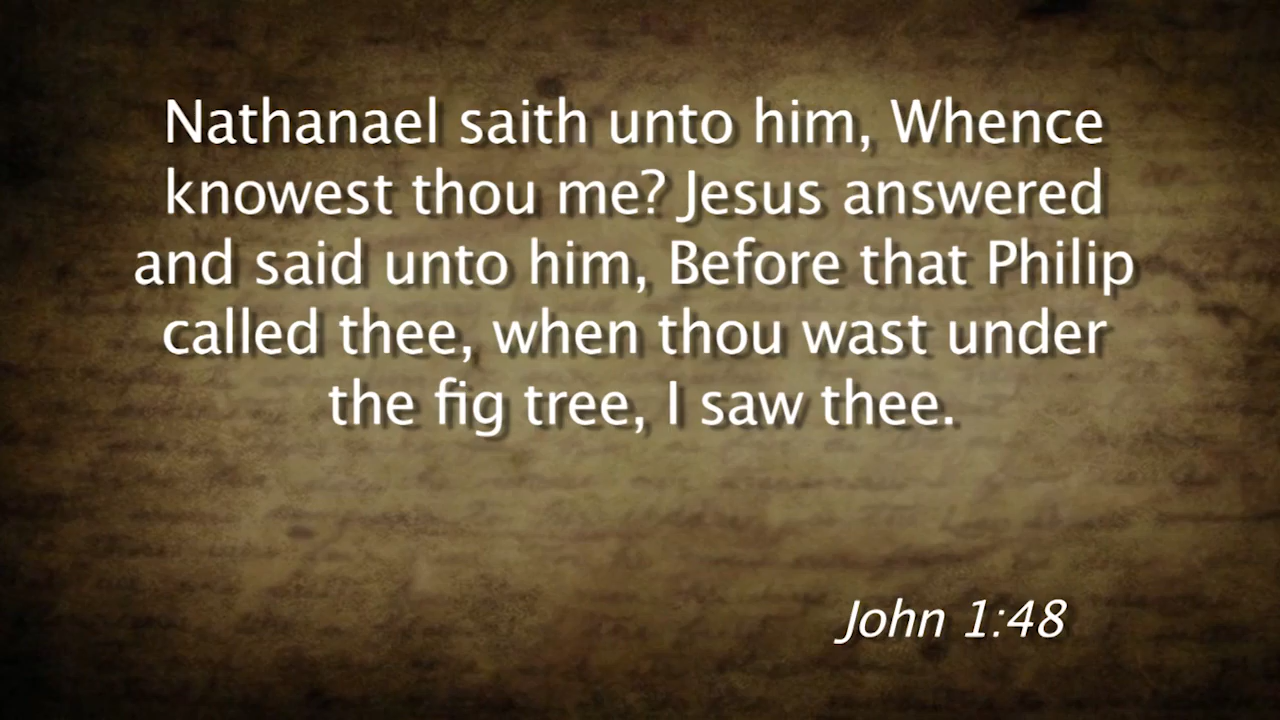 Nathanael saith unto him, Whence
knowest thou me? Jesus answered
and said unto him, Before that Philip
called thee, when thou wast under
the fig tree, I saw thee.
John 1:48